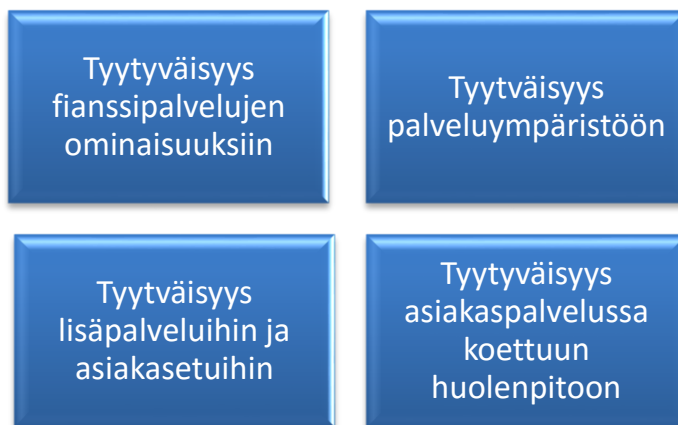 Tyytyväisyys
fianssipalvelujen
ominaisuuksiin
Tyytväisyys
palveluympäristöön
Tyytväisyys
lisäpalveluihin ja
asiakasetuihin
Tyytyväisyys
asiakaspalvelussa
koettuun
huolenpitoon